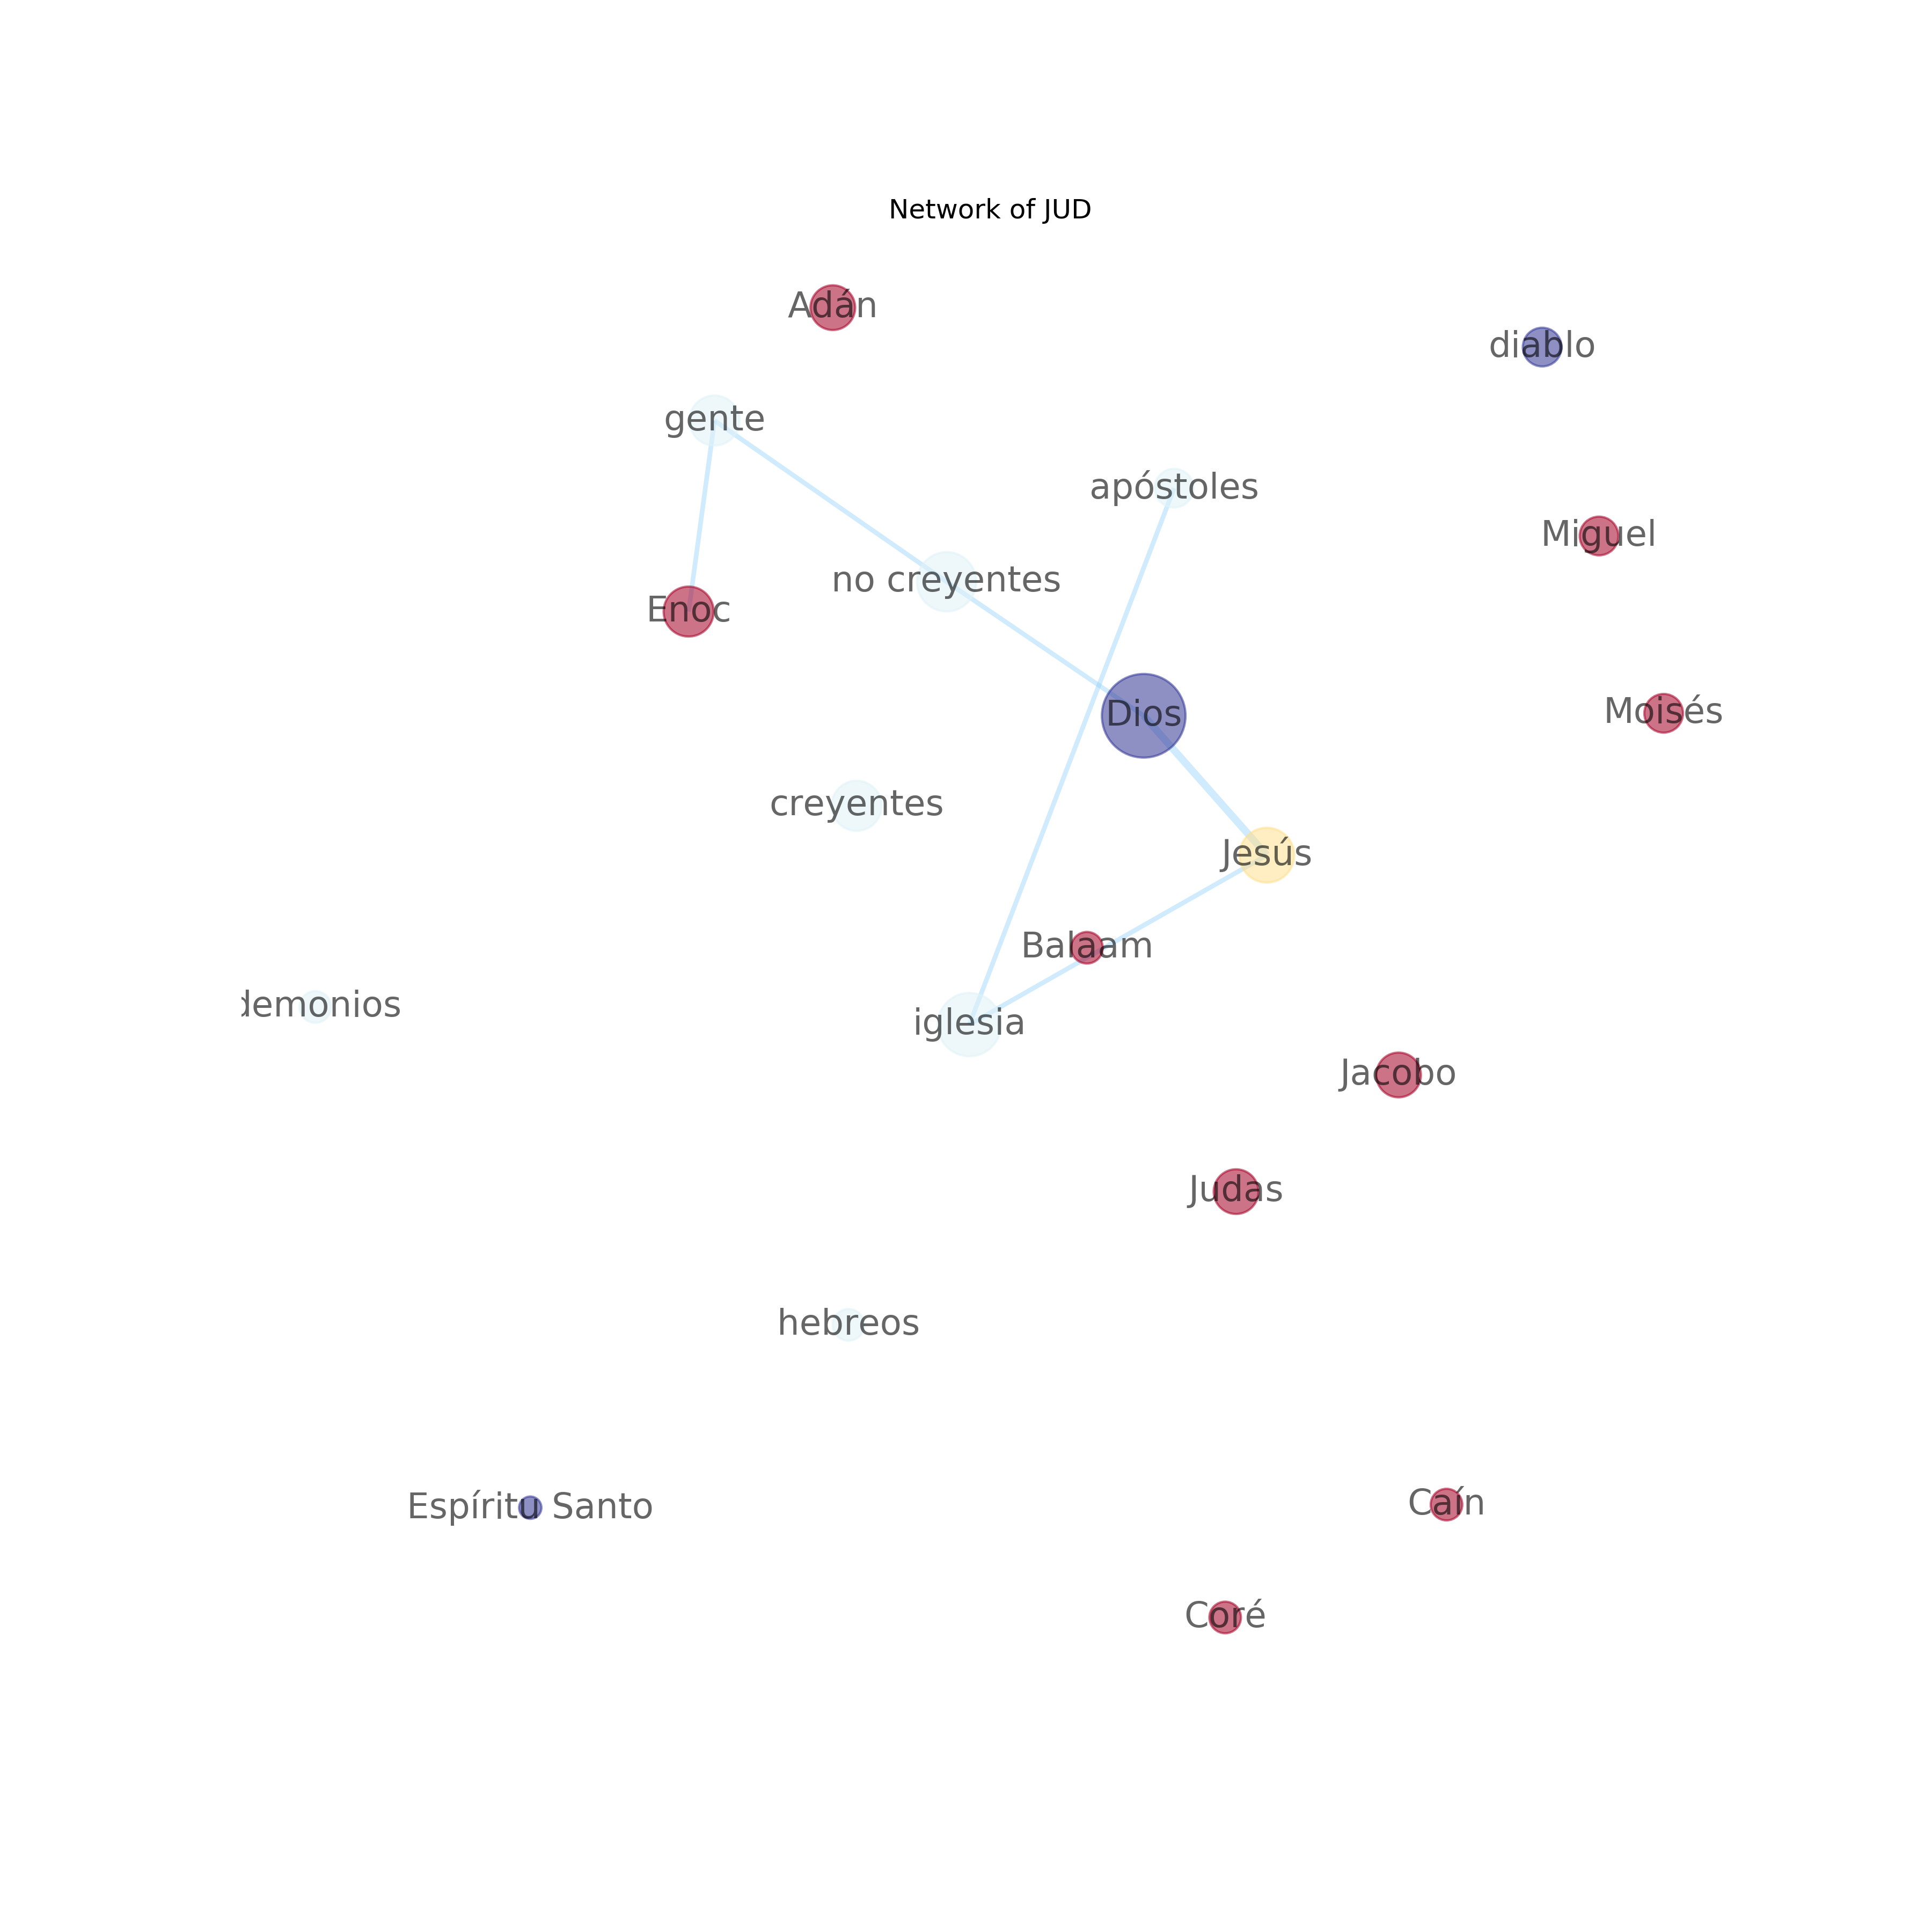 Network of JUD
Adán
diablo
gente
apóstoles
Miguel
no creyentes
Enoc
Moisés
Dios
creyentes
Jesús
Balaam
demonios
iglesia
Jacobo
Judas
hebreos
Espíritu Santo
Caín
Coré